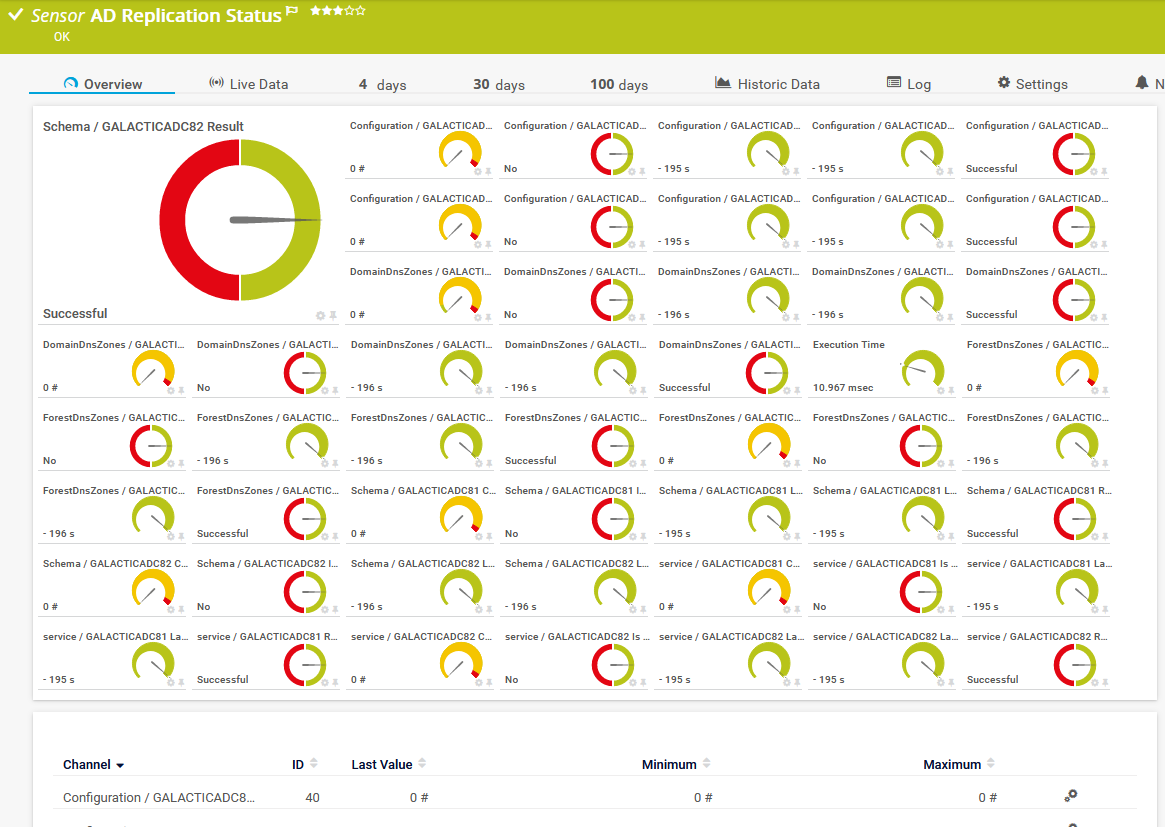 Sensor AD Replication Status
OK
Overview Live Data 4 days 30 days 100 days Historic Data Log Settings N
Schema / GALACTICADC82 Result
Successful
Configuration / GALACTICAD... Configuration / GALACTICAD... Configuration / GALACTICAD... Configuration / GALACTICAD... Configuration / GALACTICAD...
0 # No - 195 s - 195 s Successful
Configuration / GALACTICAD... Configuration / GALACTICAD... Configuration / GALACTICAD... Configuration / GALACTICAD... Configuration / GALACTICAD...
0 # No - 195 s - 195 s Successful
DomainDnsZones / GALACTI... DomainDnsZones / GALACTI... DomainDnsZones / GALACTI... DomainDnsZones / GALACTI... DomainDnsZones / GALACTI...
0 # No - 196 s - 196 s Successful
DomainDnsZones / GALACTI... DomainDnsZones / GALACTI... DomainDnsZones / GALACTI... DomainDnsZones / GALACTI... DomainDnsZones / GALACTI... Execution Time ForestDnsZones / GALACTIC...
0 # No - 196 s - 196 s Successful 10.967 msec 0 #
ForestDnsZones / GALACTIC... ForestDnsZones / GALACTIC... ForestDnsZones / GALACTIC... ForestDnsZones / GALACTIC... ForestDnsZones / GALACTIC... ForestDnsZones / GALACTIC... ForestDnsZones / GALACTIC...
No - 196 s - 196 s Successful 0 # No - 196 s
ForestDnsZones / GALACTIC... ForestDnsZones / GALACTIC... Schema / GALACTICADC81 C... Schema / GALACTICADC81 I... Schema / GALACTICADC81 L... Schema / GALACTICADC81 L... Schema / GALACTICADC81 R...
- 196 s Successful 0 # No - 195 s - 195 s Successful
Schema / GALACTICADC82 C... Schema / GALACTICADC82 I... Schema / GALACTICADC82 L... Schema / GALACTICADC82 L... service / GALACTICADC81 C... service / GALACTICADC81 Is ... service / GALACTICADC81 La...
0 # No - 196 s - 196 s 0 # No - 195 s
service / GALACTICADC81 La... service / GALACTICADC81 R... service / GALACTICADC82 C... service / GALACTICADC82 Is ... service / GALACTICADC82 La... service / GALACTICADC82 La... service / GALACTICADC82 R...
- 195 s Successful 0 # No - 195 s - 195 s Successful
Channel ID Last Value Minimum Maximum
Configuration / GALACTICADC8... 40 0 # 0 # 0 #